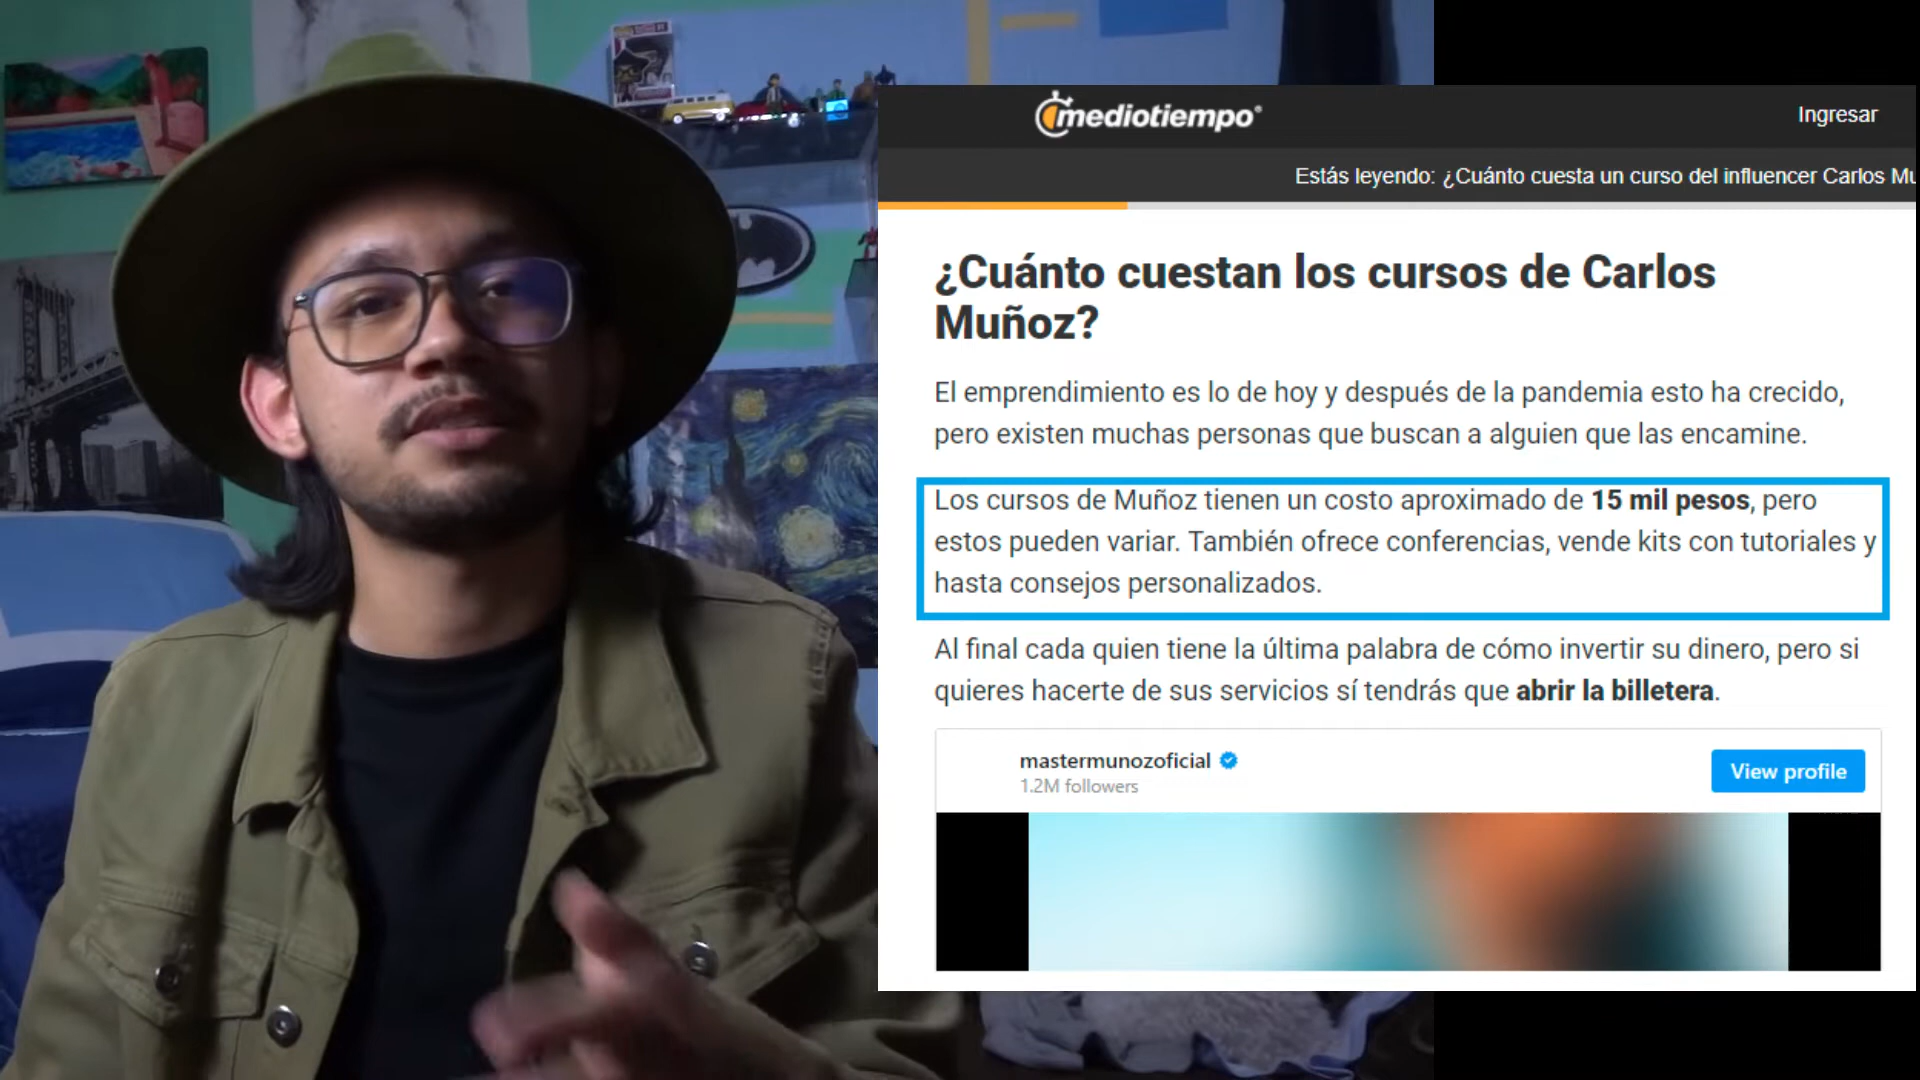 mediotiempo
Ingresar
Estás leyendo: ¿Cuánto cuesta un curso del influencer Carlos Mu
¿Cuánto cuestan los cursos de Carlos
Muñoz?
El emprendimiento es lo de hoy y después de la pandemia esto ha crecido,
pero existen muchas personas que buscan a alguien que las encamine.
Los cursos de Muñoz tienen un costo aproximado de 15 mil pesos, pero
estos pueden variar. También ofrece conferencias, vende kits con tutoriales y
hasta consejos personalizados.
Al final cada quien tiene la última palabra de cómo invertir su dinero, pero si
quieres hacerte de sus servicios sí tendrás que abrir la billetera.
mastermunozoficial
1.2M followers
View profile